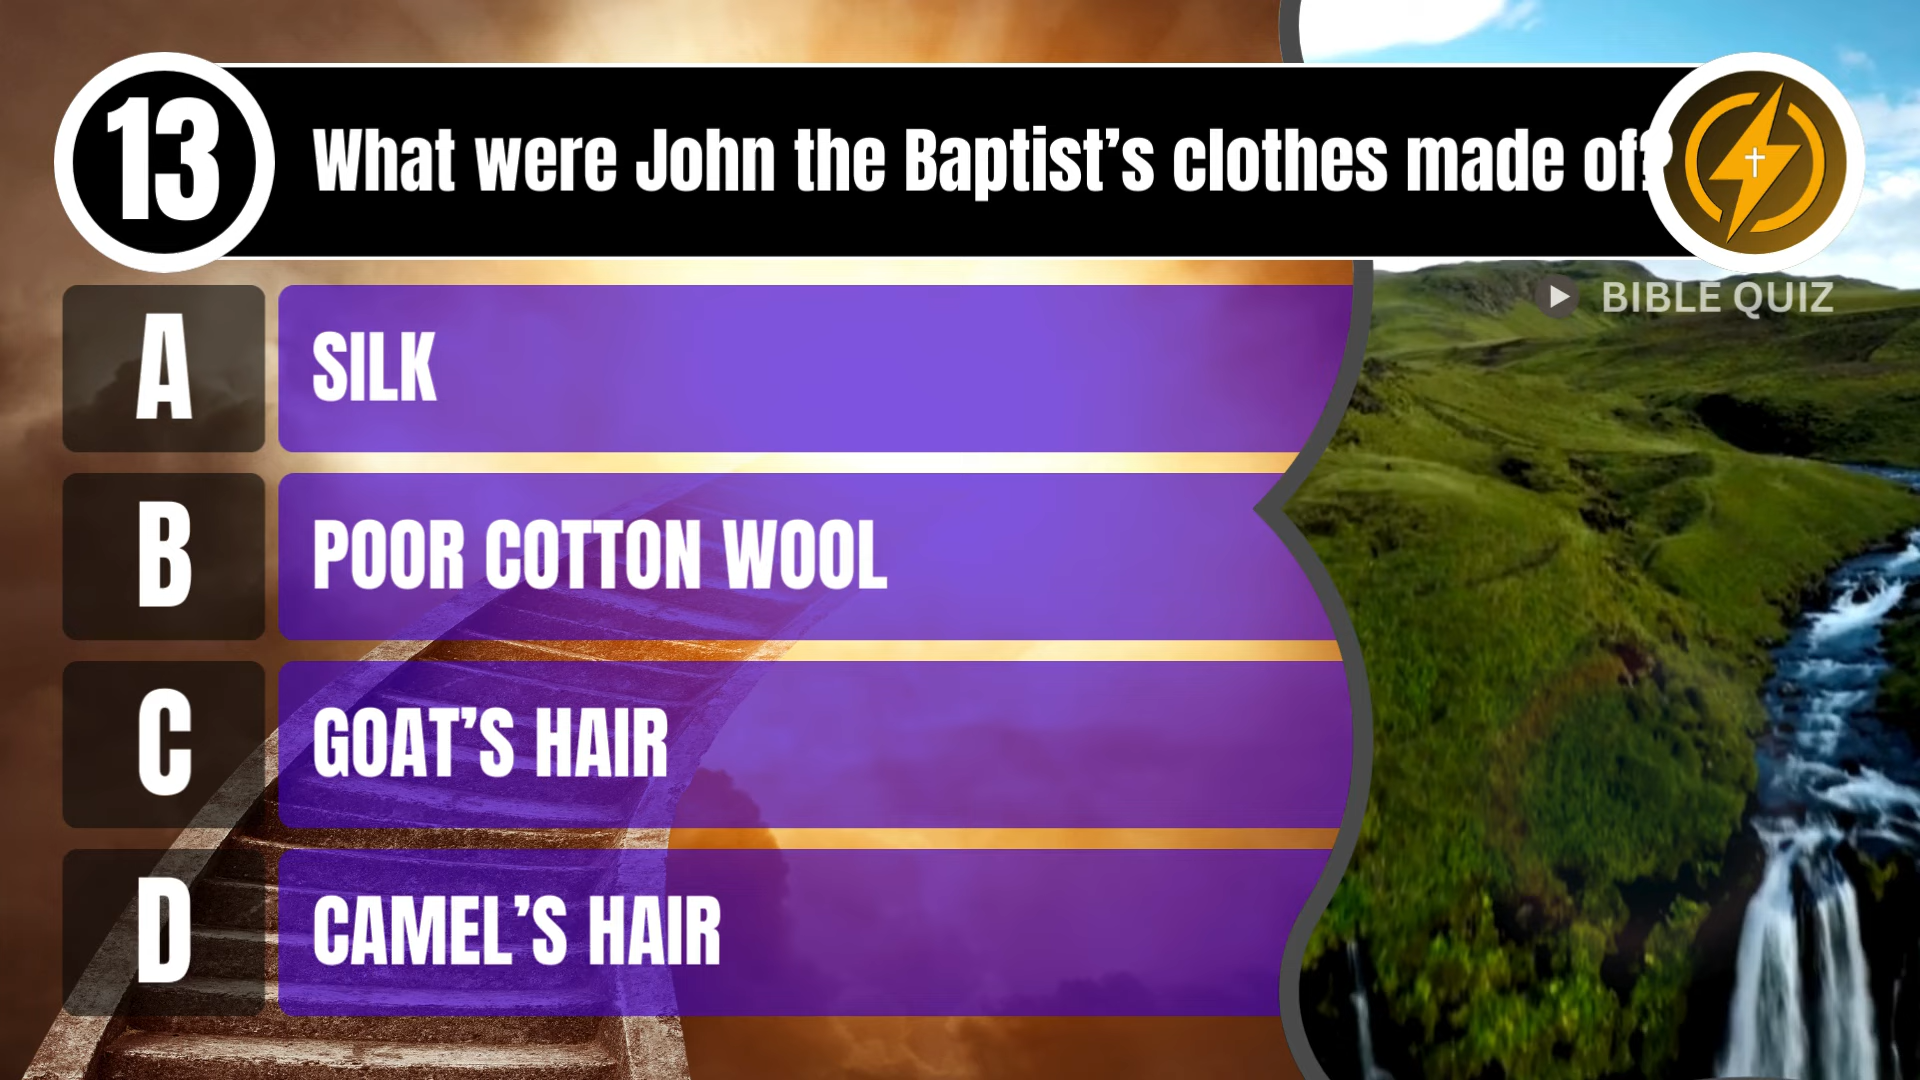 13
What were John the Baptist’s clothes made of?
BIBLE QUIZ
A
SILK
B
POOR COTTON WOOL
C
GOAT’S HAIR
D
CAMEL’S HAIR